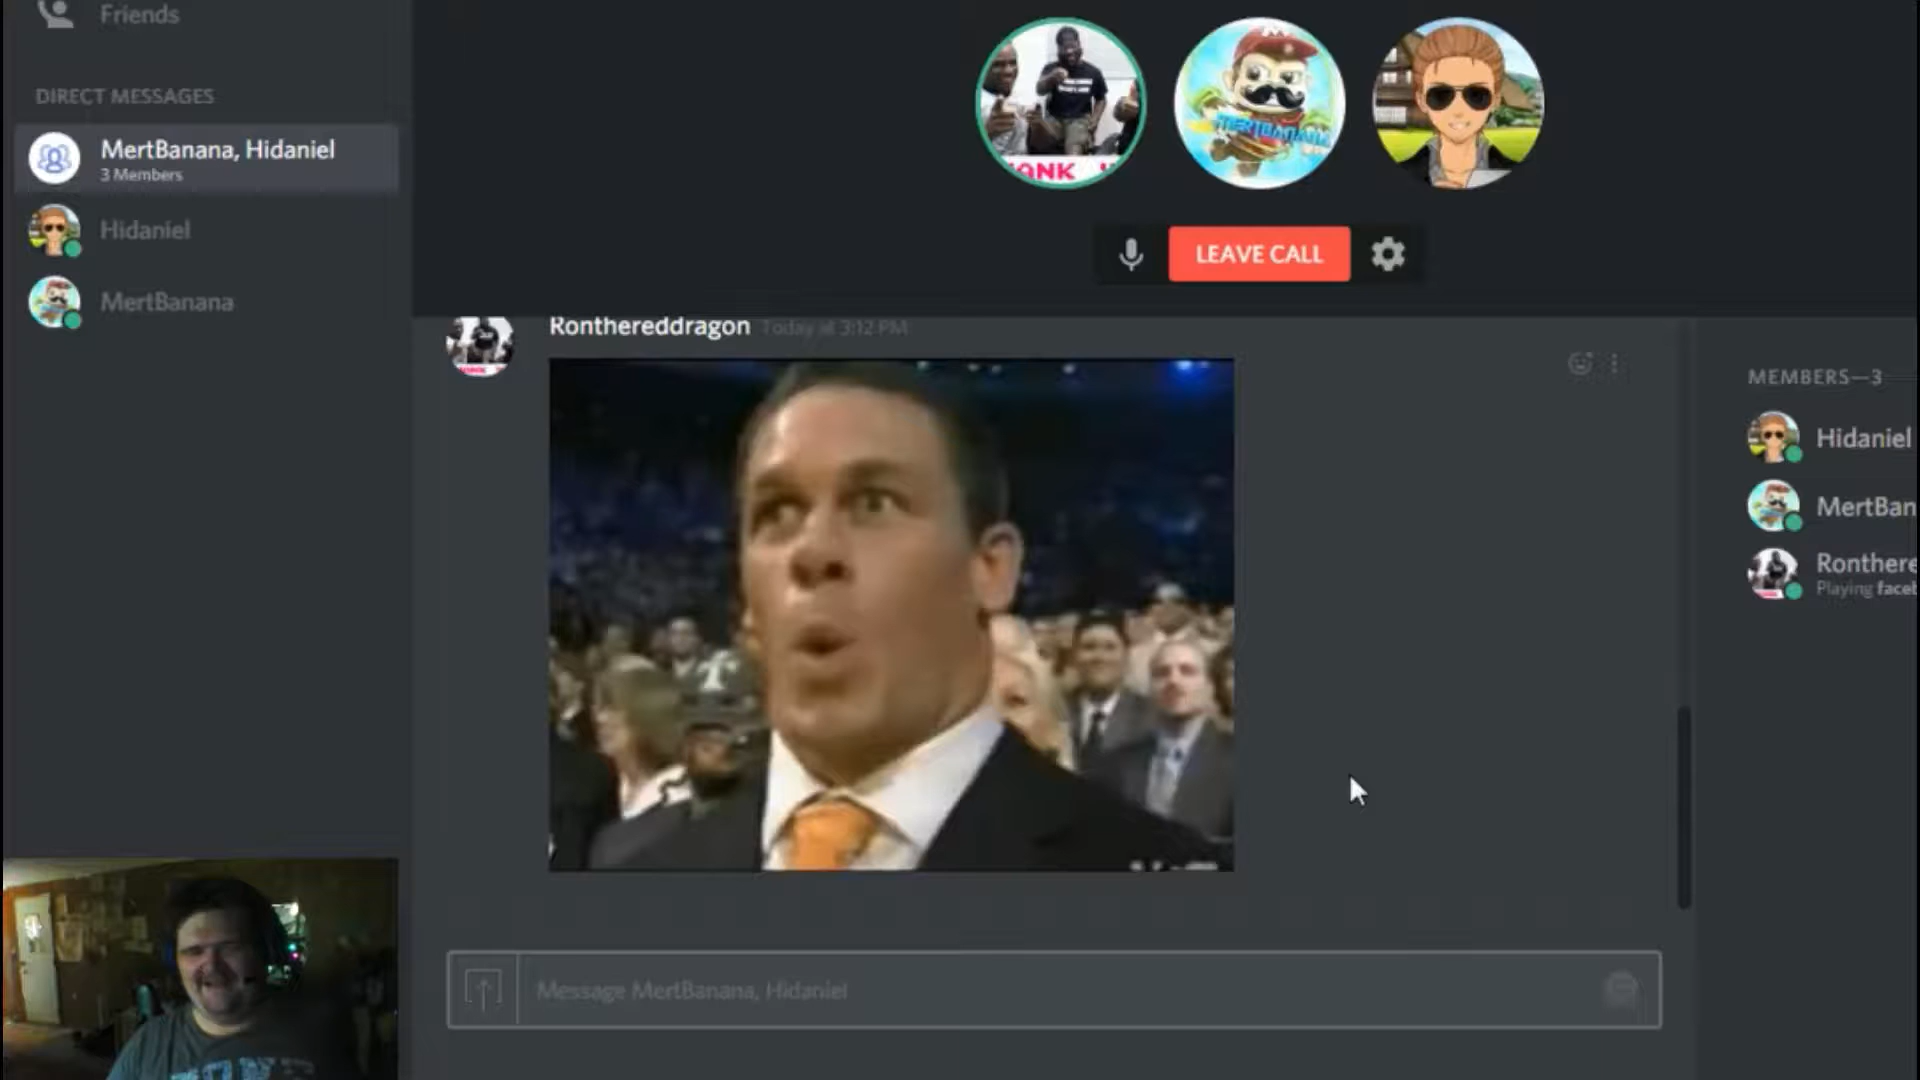 Friends
DIRECT MESSAGES
MertBanana, Hidaniel
3 Members
Hidaniel
MertBanana
MERTBANANA
LEAVE CALL
Ronthereddragon Today at 3:12 PM
MEMBERS—3
Hidaniel
MertBan
Ronthere
Playing faceb
Message MertBanana, Hidaniel